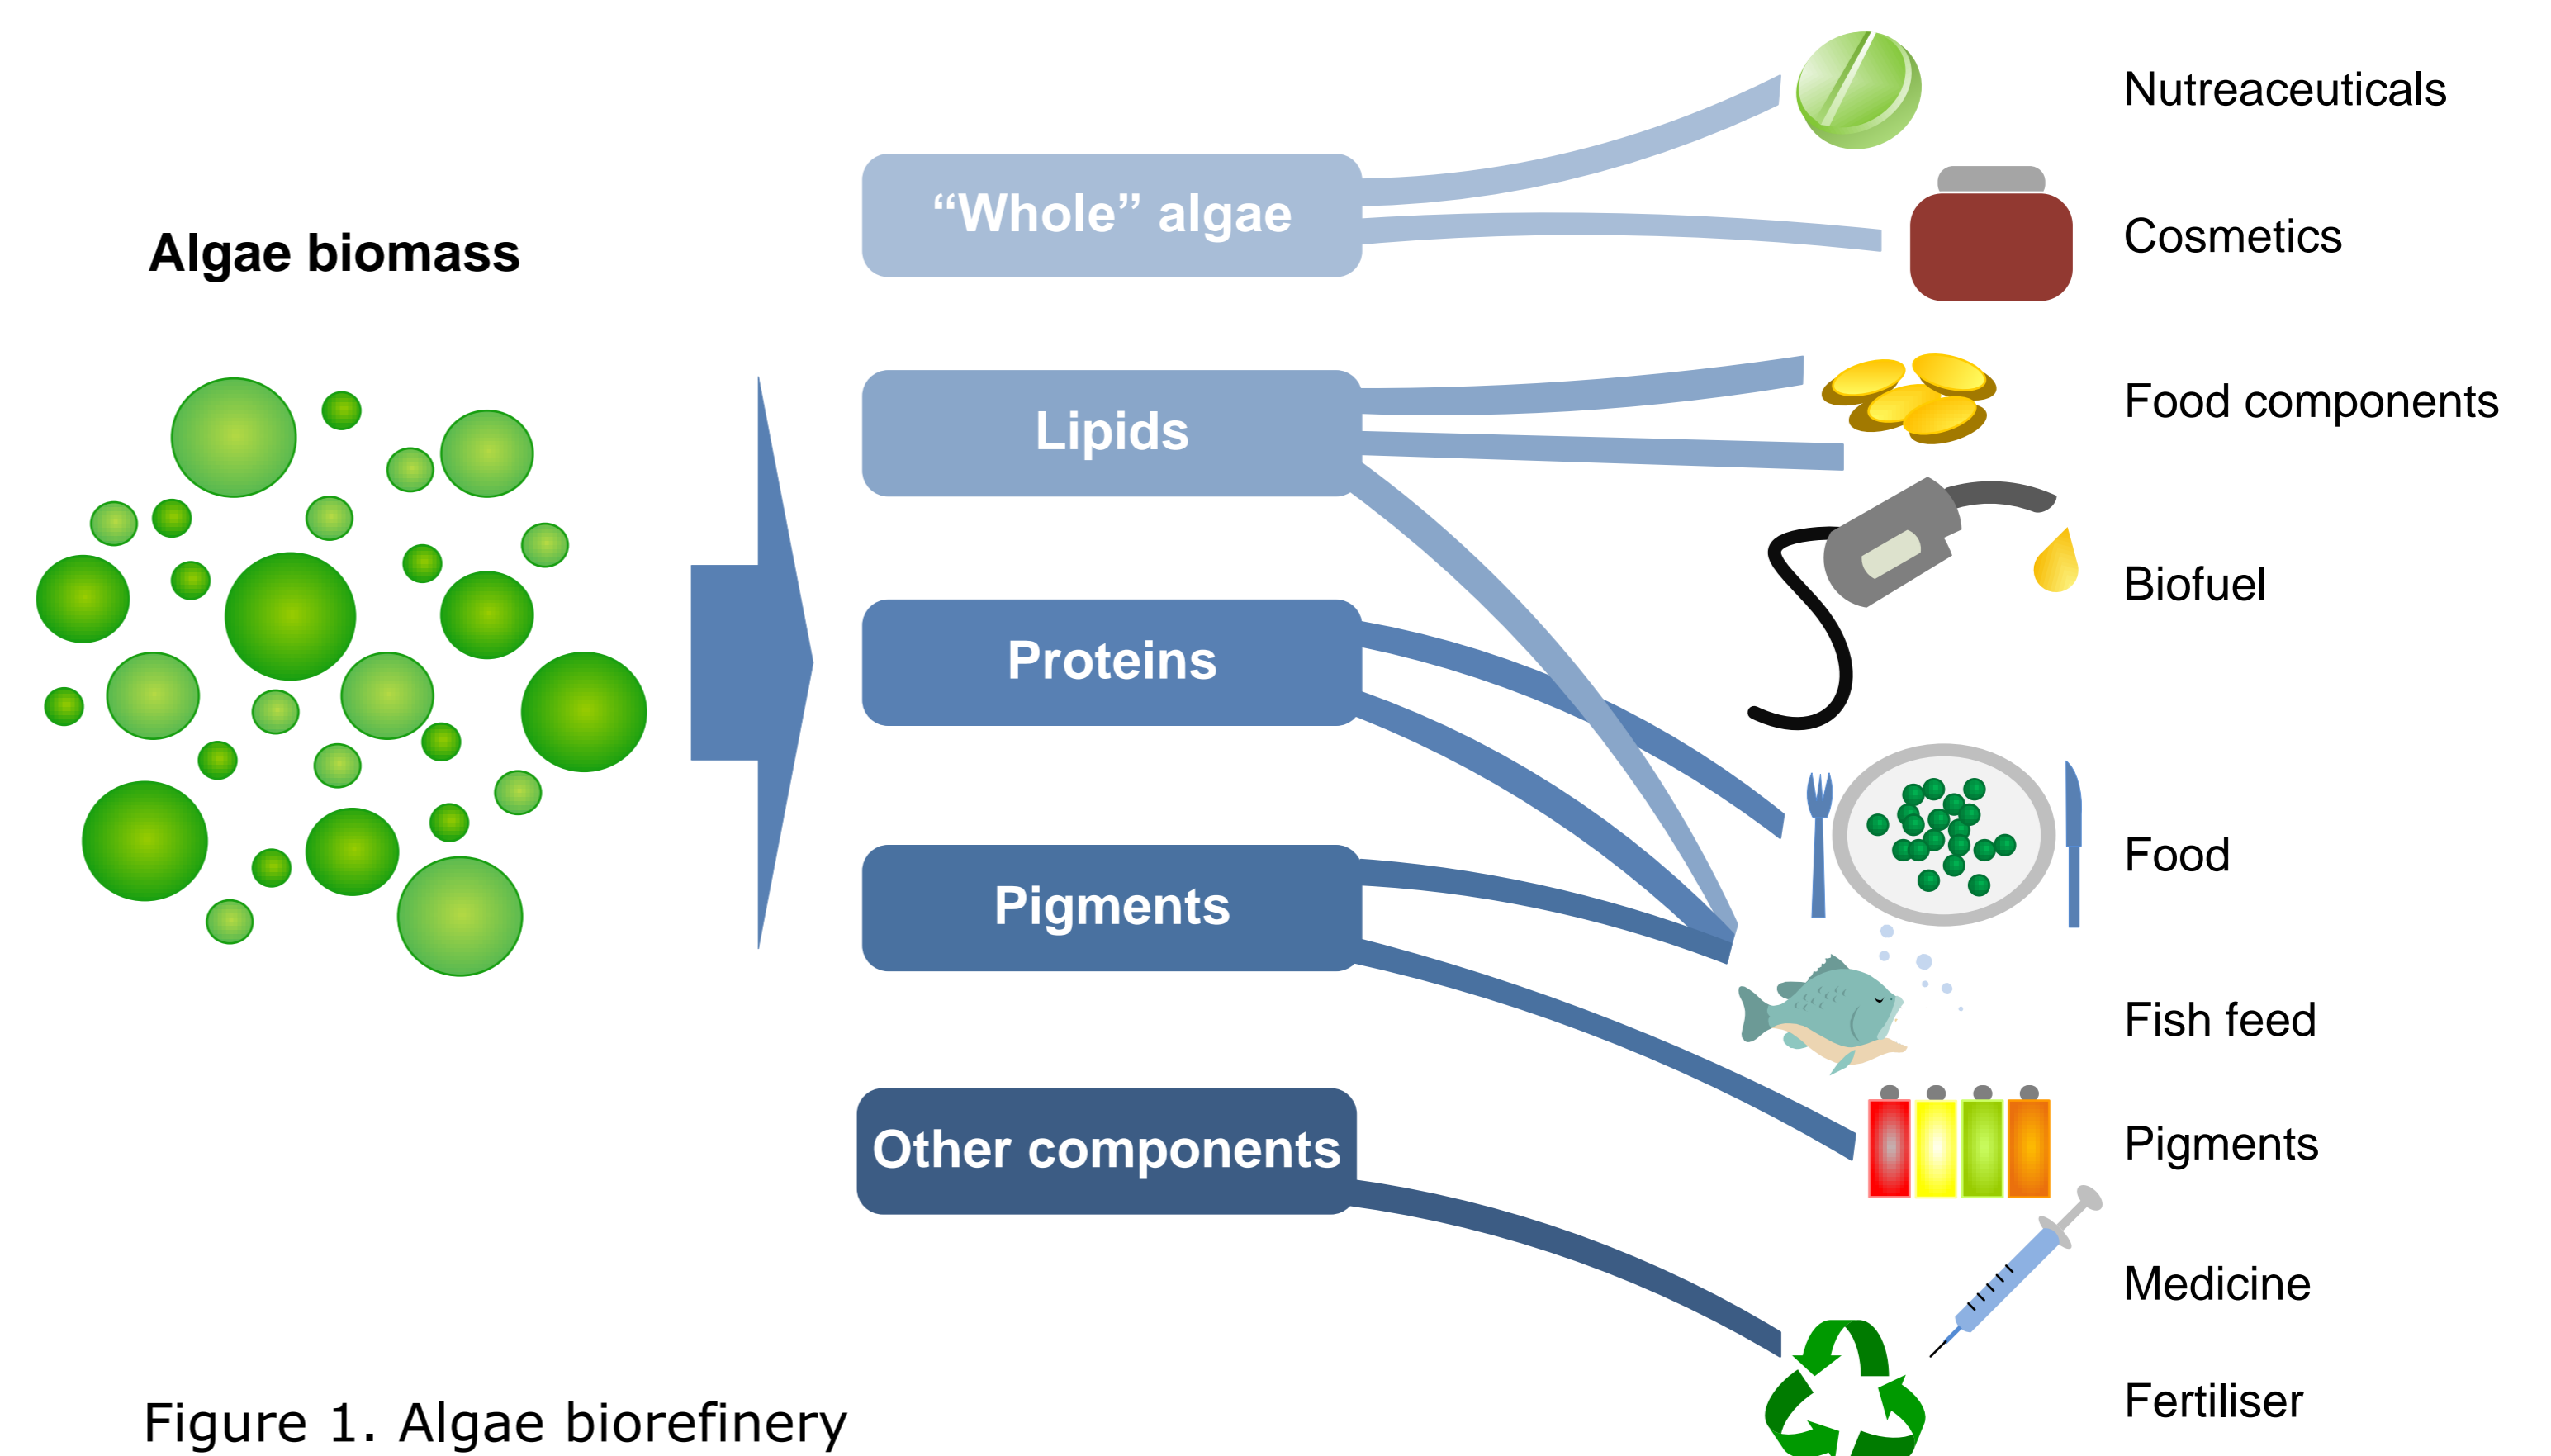 Algae biomass
“Whole” algae
Lipids
Proteins
Pigments
Other components
Nutreaceuticals
Cosmetics
Food components
Biofuel
Food
Fish feed
Pigments
Medicine
Fertiliser
Figure 1. Algae biorefinery